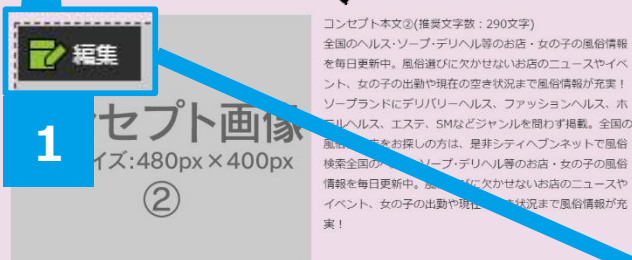 編集
1
セプト画像
イズ:480px×400px
②
コンセプト本文②(推奨文字数：290文字)
全国のヘルス・ソープ・デリヘル等のお店・女の子の風俗情報
を毎日更新中。風俗選びに欠かせないお店のニュースやイベ
ント、女の子の出勤や現在の空き状況まで風俗情報が充実！
ソープランドにデリバリーヘルス、ファッションヘルス、ホ
ルヘルス、エステ、SMなどジャンルを問わず掲載。全国の
風俗 をお探しの方は、是非シティヘブンネットで風俗
検索全国の ソープ・デリヘル等のお店・女の子の風俗
情報を毎日更新中。 に欠かせないお店のニュースや
イベント、女の子の出勤や現在 き状況まで風俗情報が充
実！